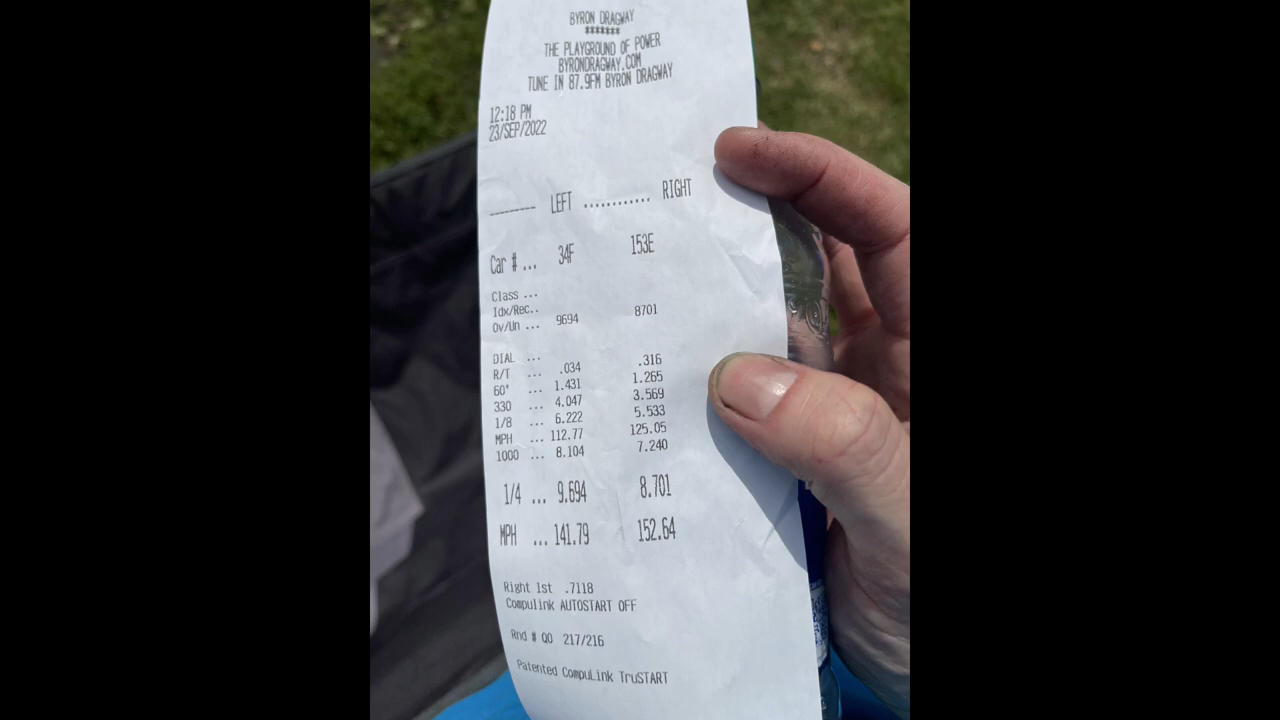 BYRON DRAGWAY
*******
THE PLAYGROUND OF POWER
BYRONDRAGWAY.COM
TUNE IN 87.9FM BYRON DRAGWAY
12:18 PM
23/SEP/2022
________ LEFT ............ RIGHT
Car # ... 34F 153E
Class ...
Idx/Rec..
Ov/Un ... 9694 8701
DIAL ...
R/T ... .034 .316
60' ... 1.431 1.265
330 ... 4.047 3.569
1/8 ... 6.222 5.533
MPH ... 112.77 125.05
1000 ... 8.104 7.240
1/4 ... 9.694 8.701
MPH ... 141.79 152.64
Right 1st .7118
Compulink AUTOSTART OFF
Rnd # Q0 217/216
Patented CompuLink TruSTART